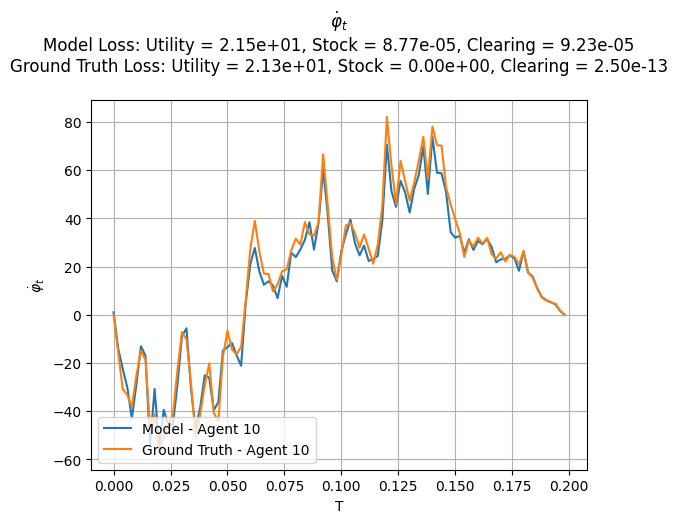 φ̇_t
Model Loss: Utility = 2.15e+01, Stock = 8.77e-05, Clearing = 9.23e-05
Ground Truth Loss: Utility = 2.13e+01, Stock = 0.00e+00, Clearing = 2.50e-13
80
60
40
20
0
−20
−40
−60
φ̇_t
Model - Agent 10
Ground Truth - Agent 10
0.000 0.025 0.050 0.075 0.100 0.125 0.150 0.175 0.200
T